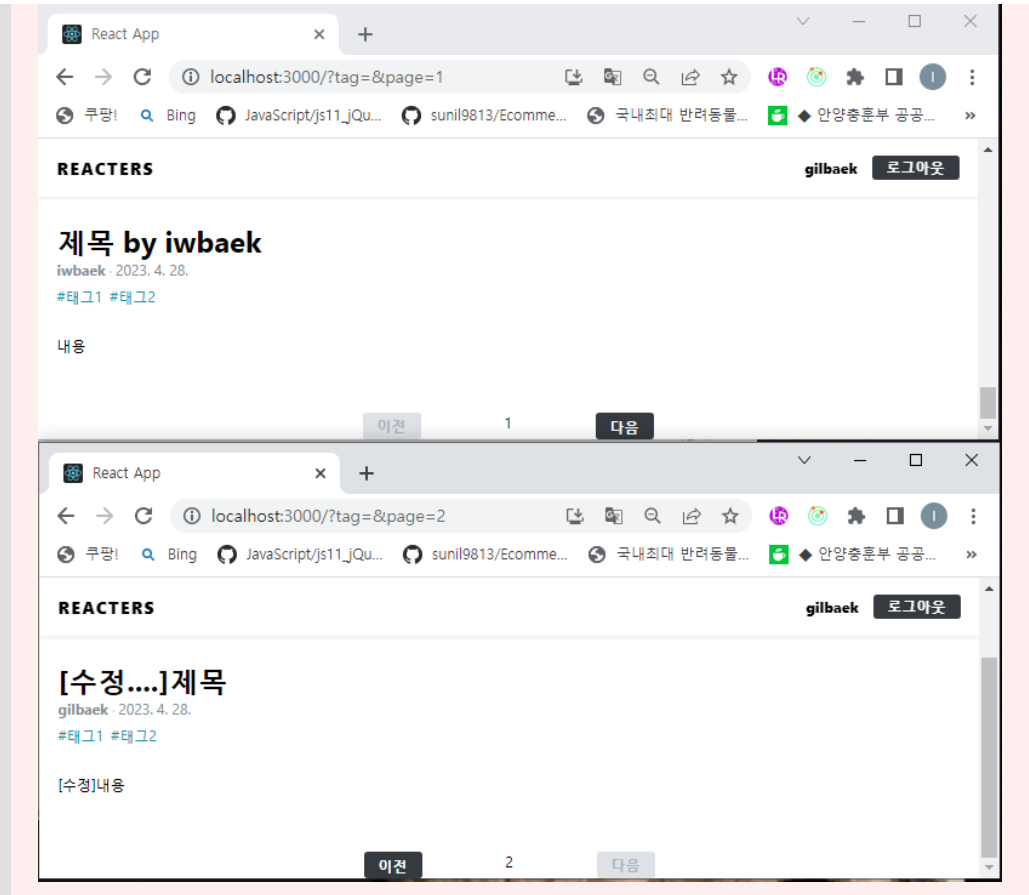 React App
localhost:3000/?tag=&page=1
쿠팡! Bing JavaScript/js11_jQu... sunil9813/Ecomme... 국내최대 반려동물... ◆ 안양충훈부 공공... »
REACTERS gilbaek 로그아웃
제목 by iwbaek
iwbaek · 2023. 4. 28.
#태그1 #태그2
내용
이전 1 다음
React App
localhost:3000/?tag=&page=2
쿠팡! Bing JavaScript/js11_jQu... sunil9813/Ecomme... 국내최대 반려동물... ◆ 안양충훈부 공공... »
REACTERS gilbaek 로그아웃
[수정....]제목
gilbaek · 2023. 4. 28.
#태그1 #태그2
[수정]내용
이전 2 다음